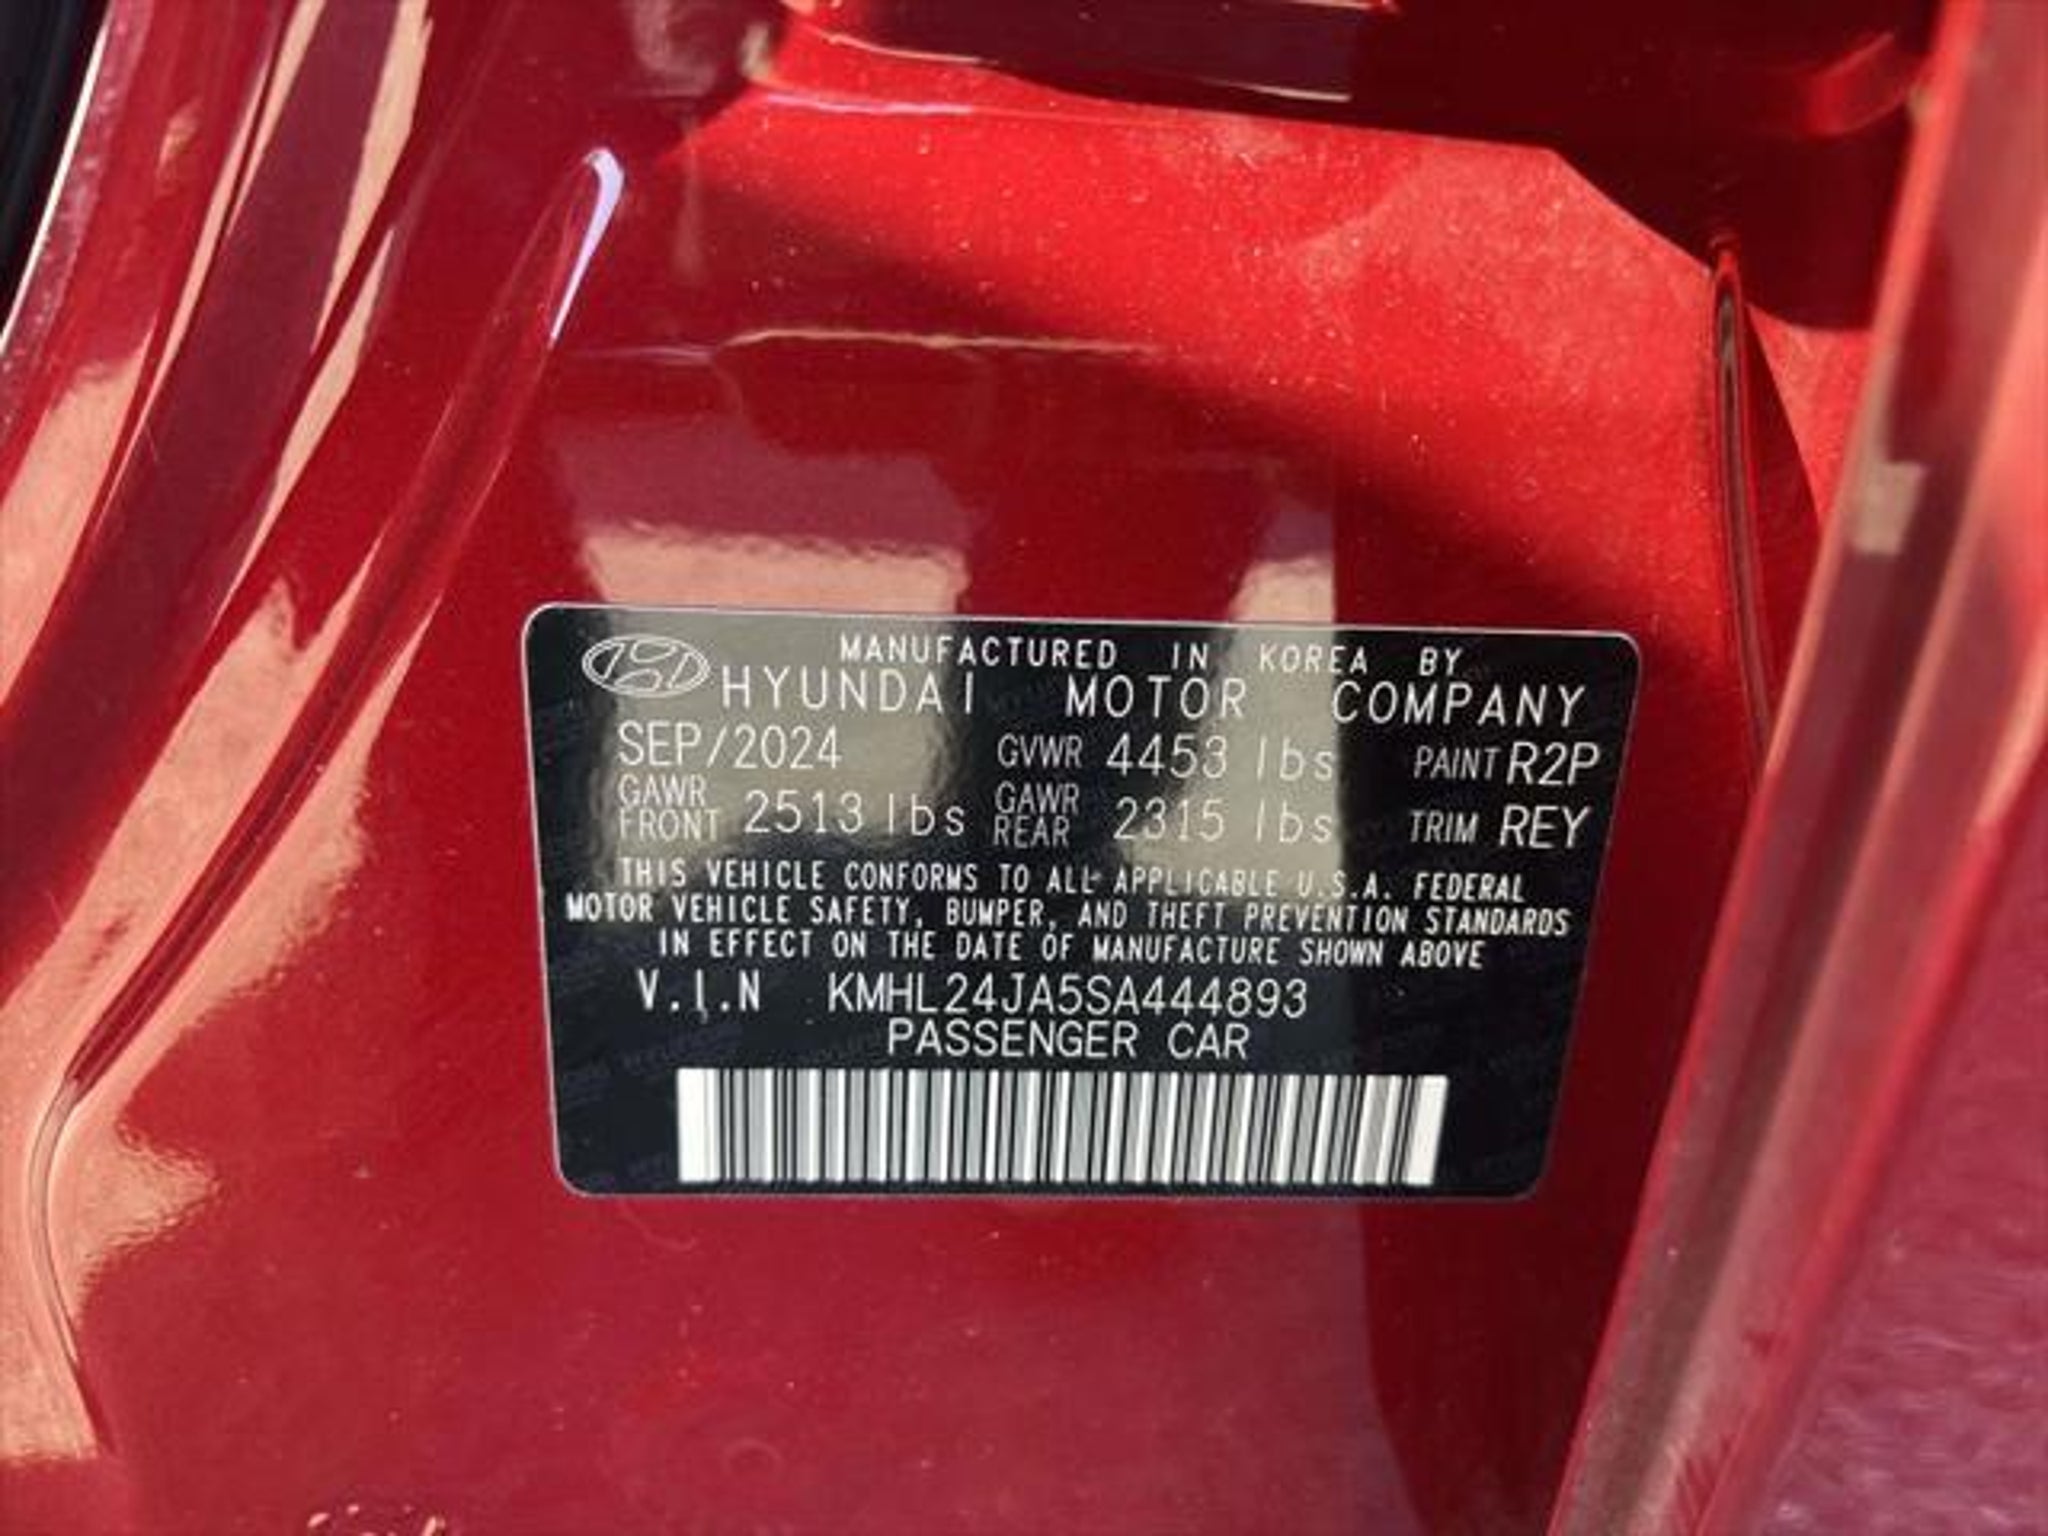 MANUFACTURED IN KOREA BY
HYUNDAI MOTOR COMPANY
SEP/2024 GVWR 4453 lbs PAINT R2P
GAWR FRONT 2513 lbs GAWR REAR 2315 lbs TRIM REY
THIS VEHICLE CONFORMS TO ALL APPLICABLE U.S.A. FEDERAL
MOTOR VEHICLE SAFETY, BUMPER, AND THEFT PREVENTION STANDARDS
IN EFFECT ON THE DATE OF MANUFACTURE SHOWN ABOVE
V.I.N KMHL24JA5SA444893
PASSENGER CAR